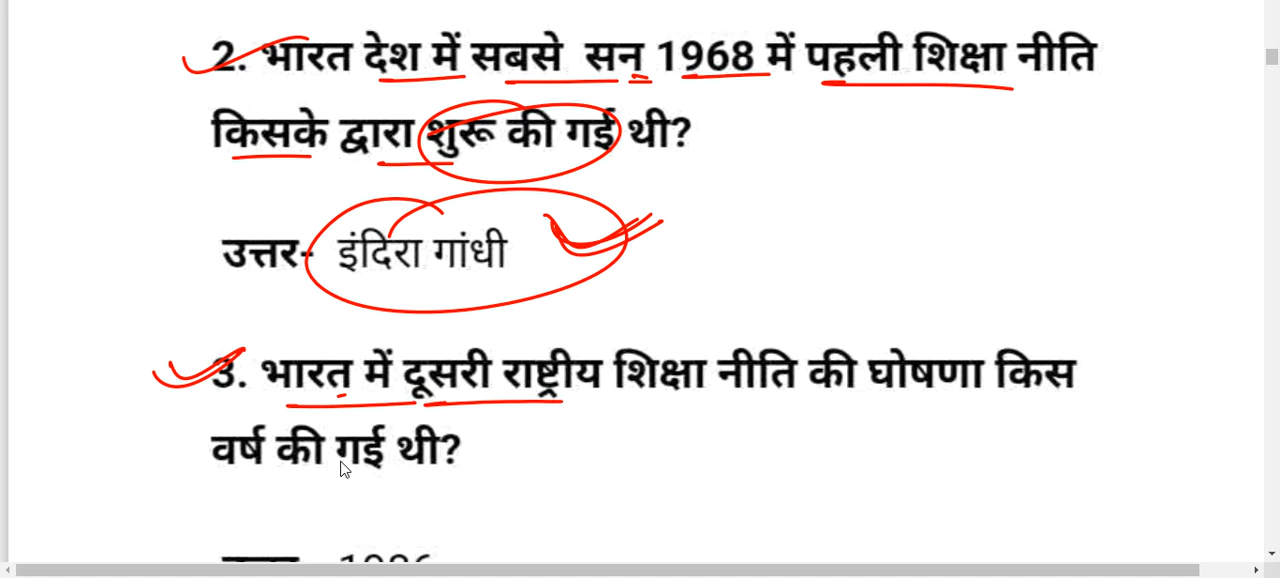 2. भारत देश में सबसे सन 1968 में पहली शिक्षा नीति
किसके द्वारा शुरू की गई थी?
उत्तर- इंदिरा गांधी
3. भारत में दूसरी राष्ट्रीय शिक्षा नीति की घोषणा किस
वर्ष की गई थी?